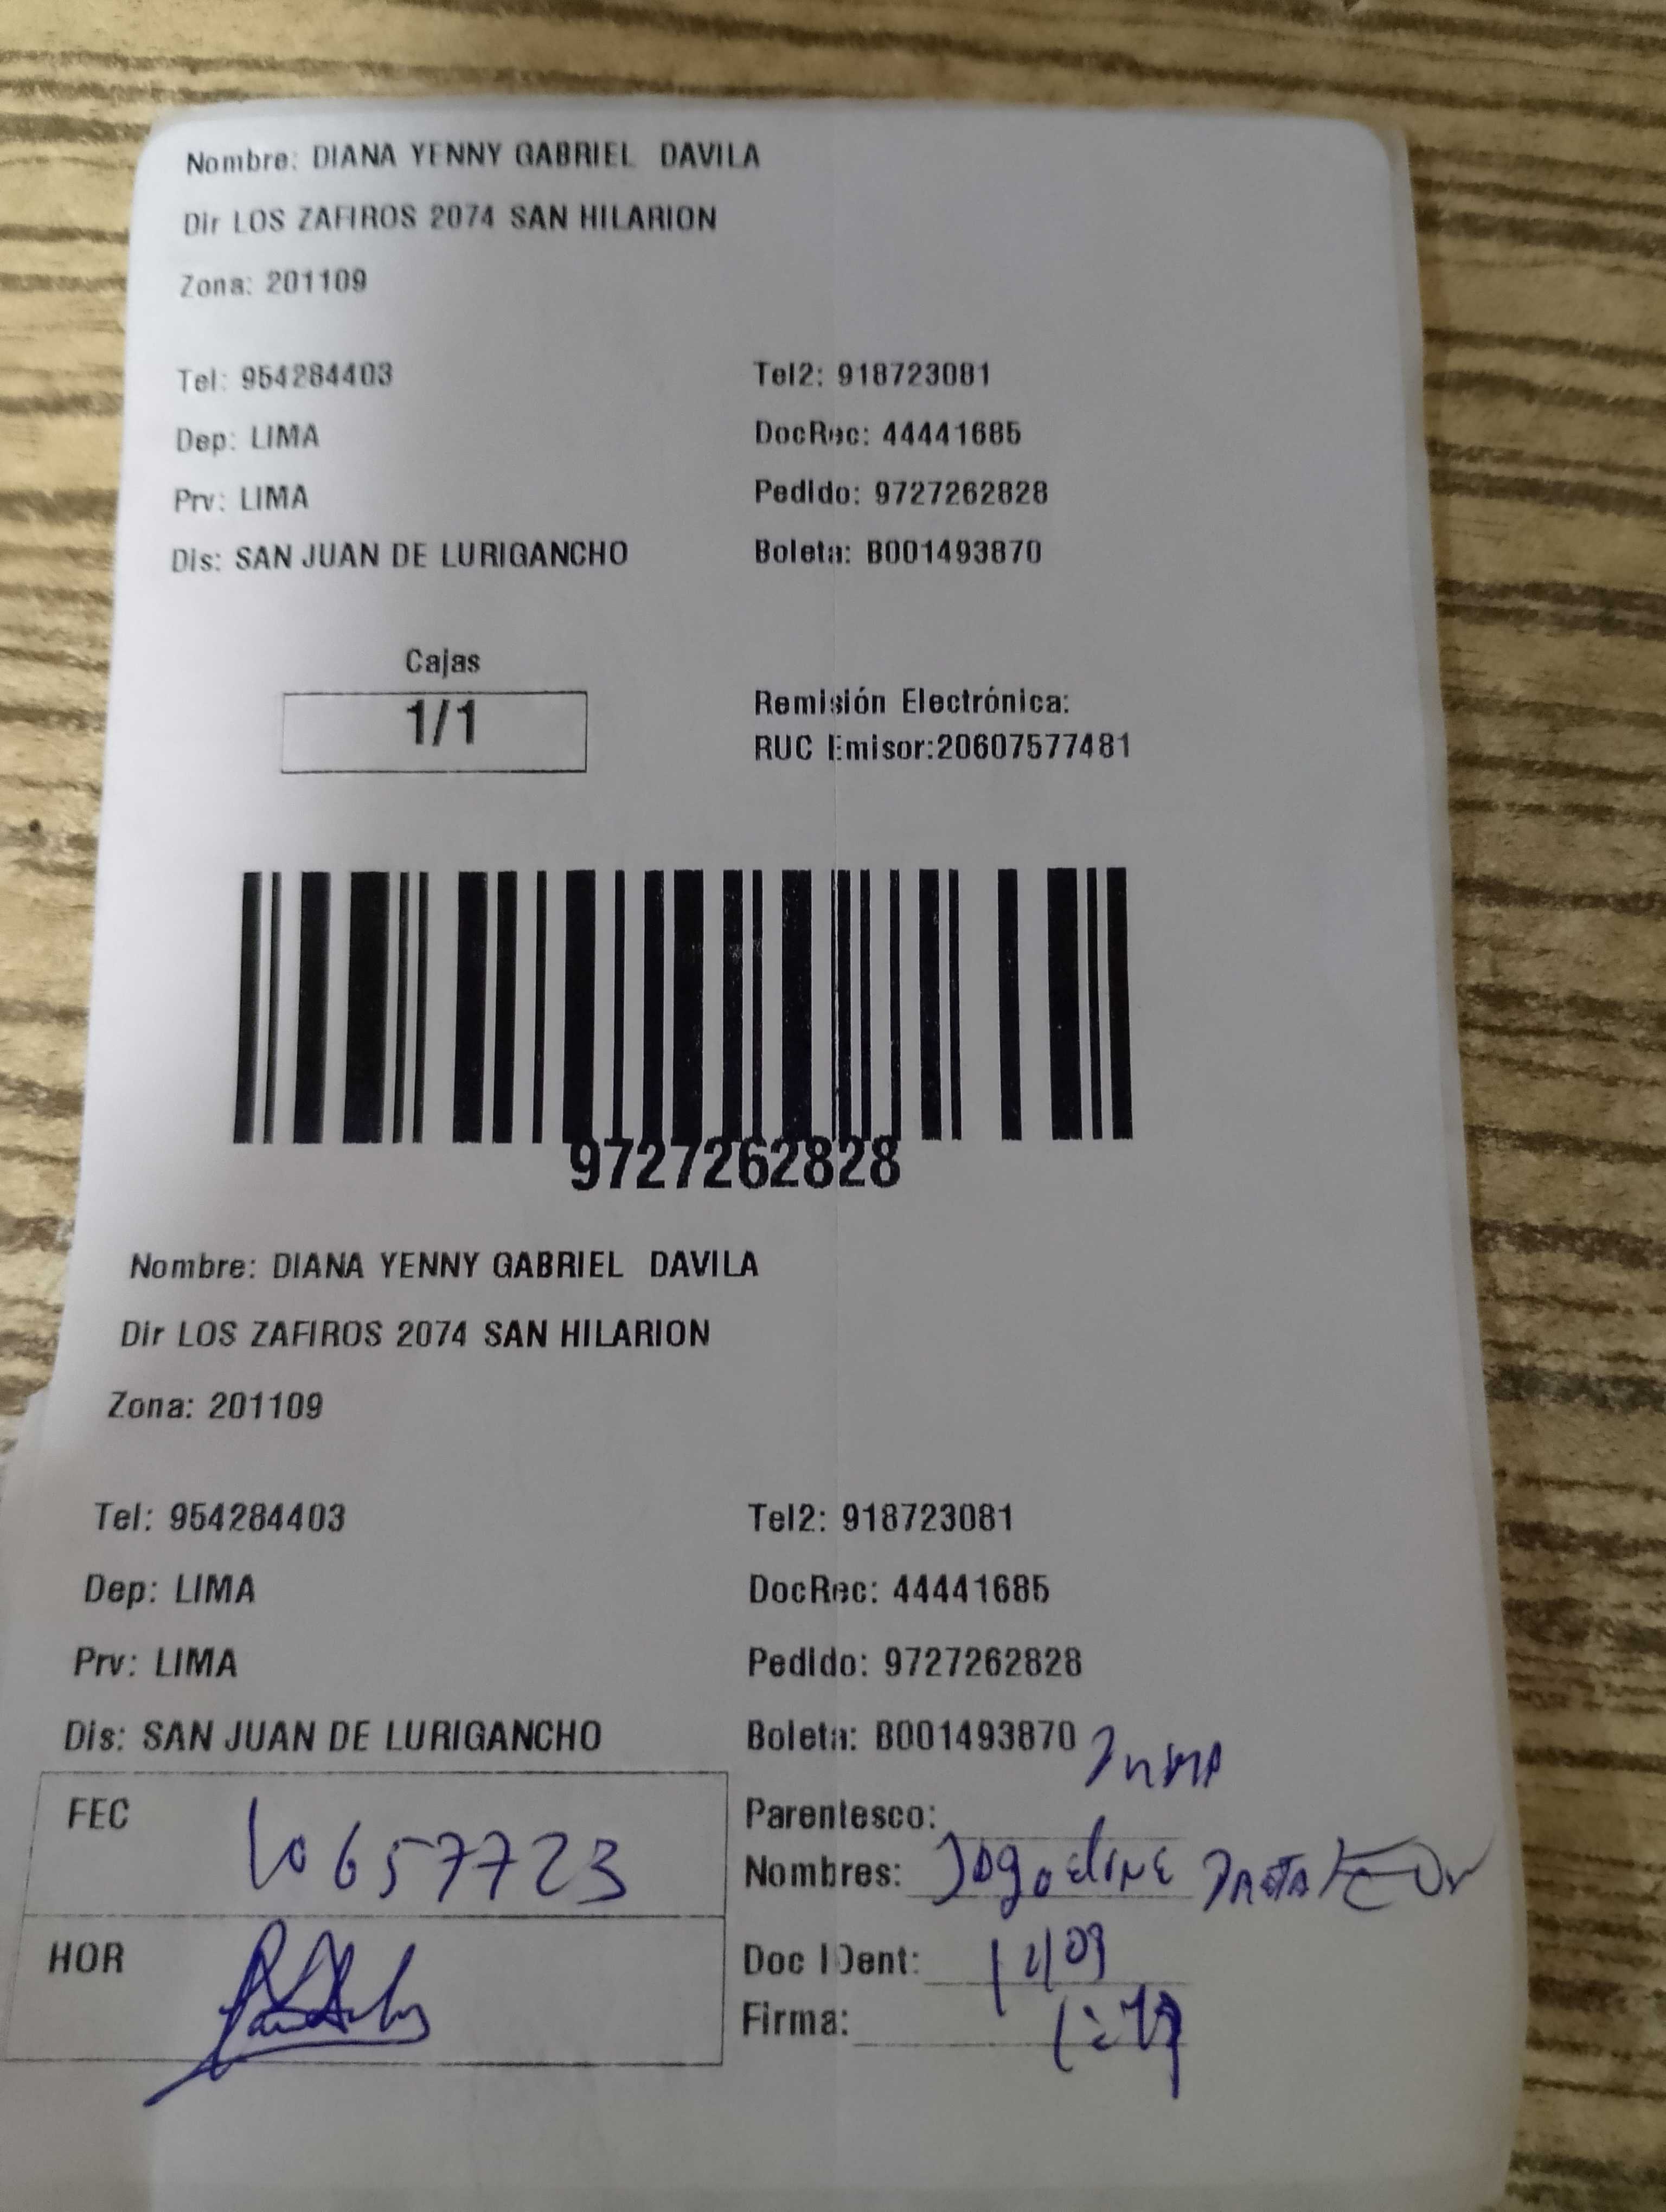 Nombre: DIANA YENNY GABRIEL DAVILA
Dir LOS ZAFIROS 2074 SAN HILARION
Zona: 201109
Tel: 954284403 Tel2: 918723081
Dep: LIMA DocRec: 44441685
Prv: LIMA Pedido: 9727262828
Dis: SAN JUAN DE LURIGANCHO Boleta: B001493870
Cajas
1/1
Remisión Electrónica:
RUC Emisor:20607577481
9727262828
Nombre: DIANA YENNY GABRIEL DAVILA
Dir LOS ZAFIROS 2074 SAN HILARION
Zona: 201109
Tel: 954284403 Tel2: 918723081
Dep: LIMA DocRec: 44441685
Prv: LIMA Pedido: 9727262828
Dis: SAN JUAN DE LURIGANCHO Boleta: B001493870
FEC 10657723 Parentesco:
Nombres:
HOR Doc IDent: 12/09
Firma: